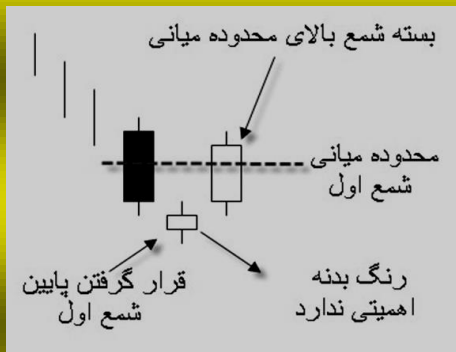 بسته شمع بالای محدوده میانی
محدوده میانی
شمع اول
قرار گرفتن پایین
شمع اول
رنگ بدنه
اهمیتی ندارد